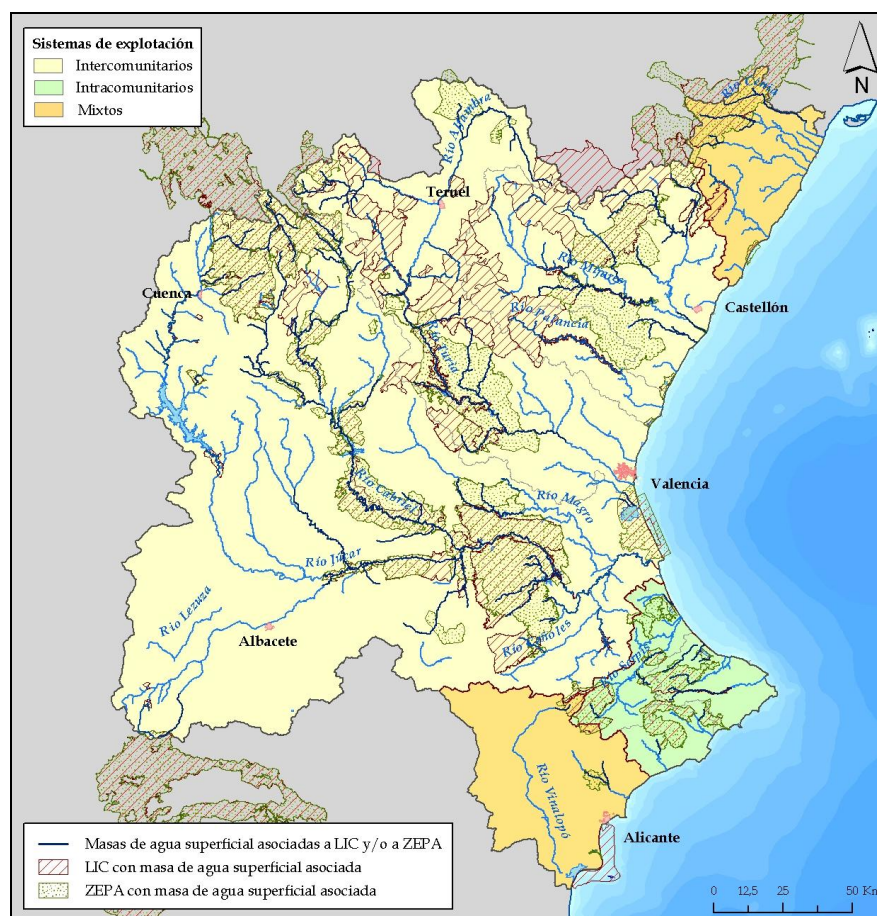 Sistemas de explotación
Intercomunitarios
Intracomunitarios
Mixtos
N
Río Cenia
Río Alfambra
Teruel
Río Mijares
Cuenca
Castellón
Río Palancia
Río Turia
Valencia
Río Cabriel
Río Magro
Río Júcar
Río Lezuza
Albacete
Río Cañoles
Río Serpis
Río Vinalopó
Alicante
Masas de agua superficial asociadas a LIC y/o a ZEPA
LIC con masa de agua superficial asociada
ZEPA con masa de agua superficial asociada
0 12,5 25 50 Km